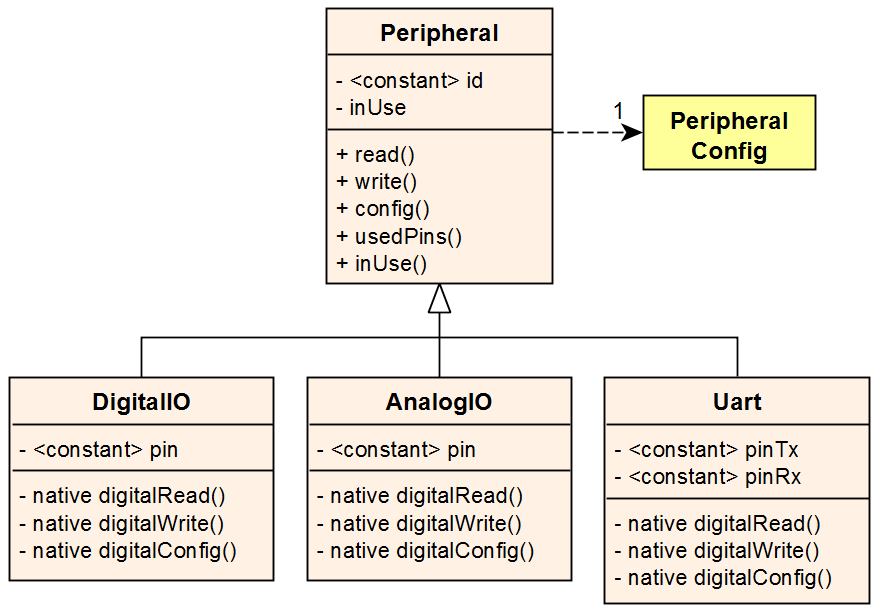 Peripheral
- <constant> id
- inUse
+ read()
+ write()
+ config()
+ usedPins()
+ inUse()
1
Peripheral
Config
DigitalIO
- <constant> pin
- native digitalRead()
- native digitalWrite()
- native digitalConfig()
AnalogIO
- <constant> pin
- native digitalRead()
- native digitalWrite()
- native digitalConfig()
Uart
- <constant> pinTx
- <constant> pinRx
- native digitalRead()
- native digitalWrite()
- native digitalConfig()